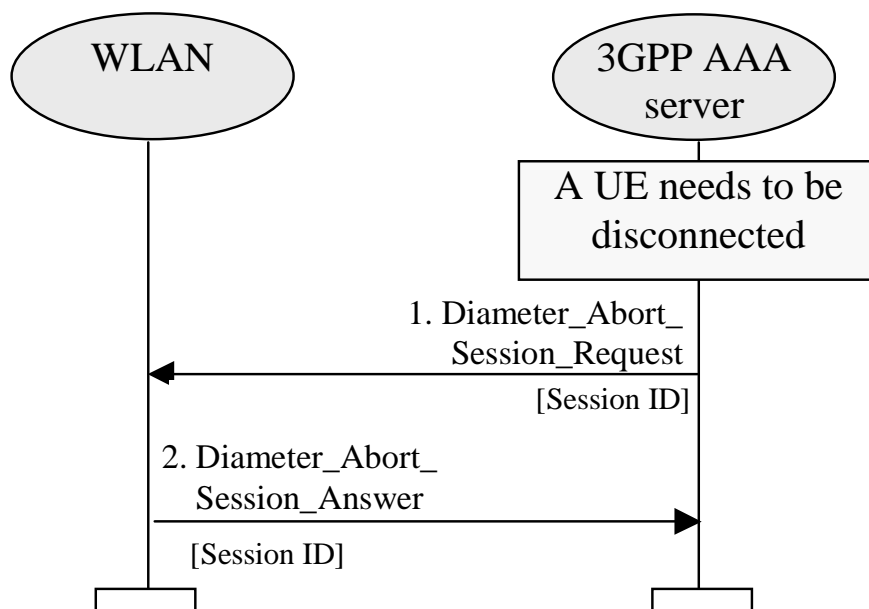 WLAN
3GPP AAA
server
A UE needs to be
disconnected
1. Diameter_Abort_
Session_Request
[Session ID]
2. Diameter_Abort_
Session_Answer
[Session ID]